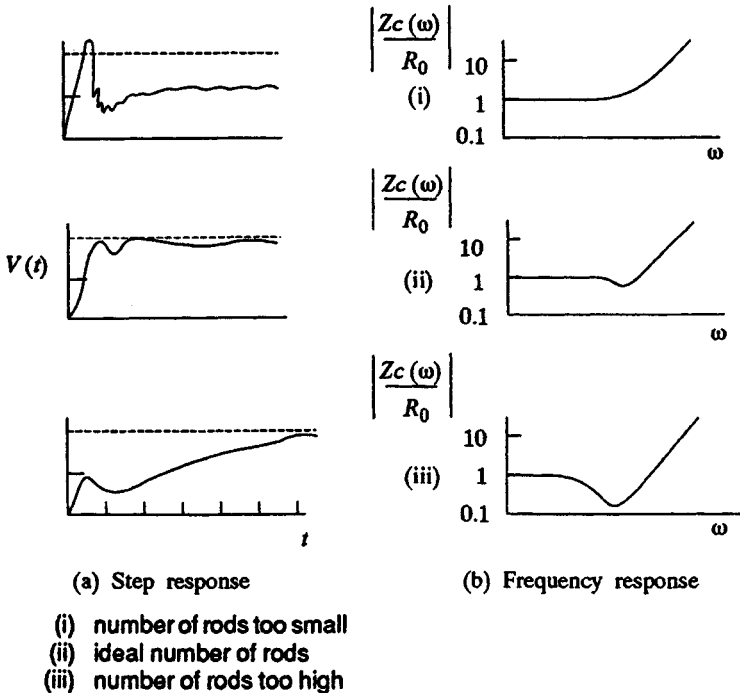 |Zc (ω)
R0|
10
(i)
1
0.1
ω
|Zc (ω)
R0|
10
V(t)
(ii)
1
0.1
ω
|Zc (ω)
R0|
10
(iii)
1
0.1
ω
t
(a) Step response
(b) Frequency response
(i) number of rods too small
(ii) ideal number of rods
(iii) number of rods too high